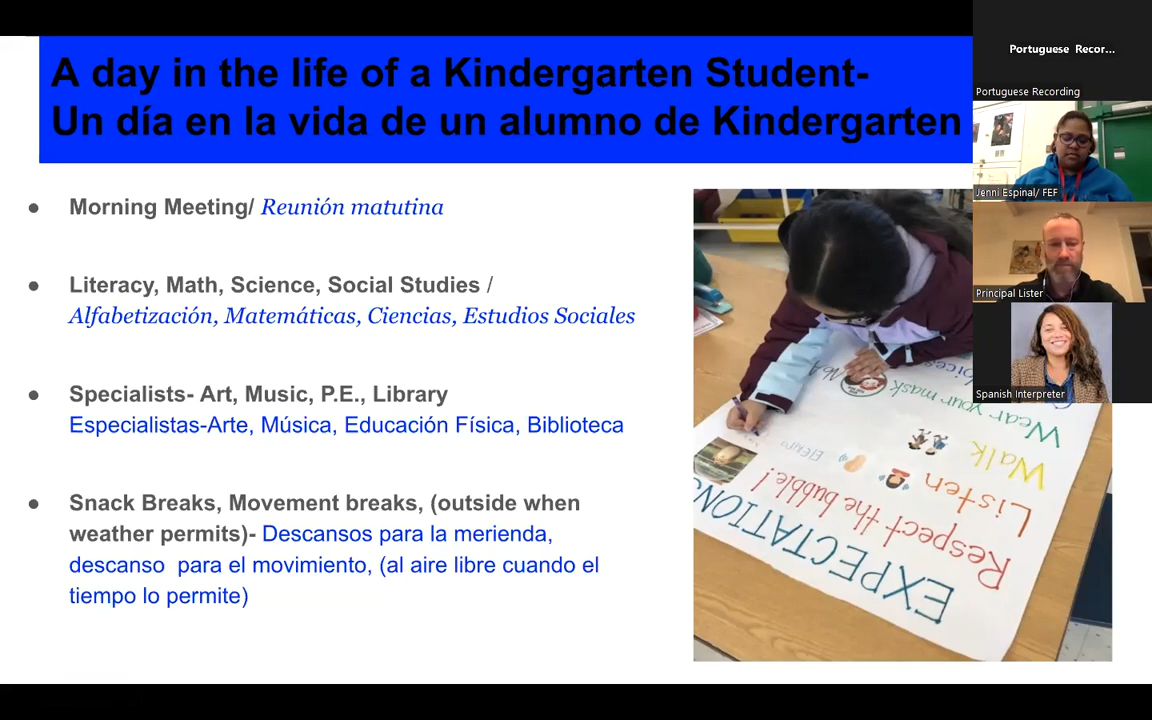 A day in the life of a Kindergarten Student-
Un día en la vida de un alumno de Kindergarten
Morning Meeting/ Reunión matutina
Literacy, Math, Science, Social Studies /
Alfabetización, Matemáticas, Ciencias, Estudios Sociales
Specialists- Art, Music, P.E., Library
Especialistas-Arte, Música, Educación Física, Biblioteca
Snack Breaks, Movement breaks, (outside when
weather permits)- Descansos para la merienda,
descanso para el movimiento, (al aire libre cuando el
tiempo lo permite)
EXPECTATIONS
Respect the bubble!
Listen
Walk
Wear your mask
Portuguese Recor...
Portuguese Recording
Jenni Espinal/ FEF
Principal Lister
Spanish Interpreter